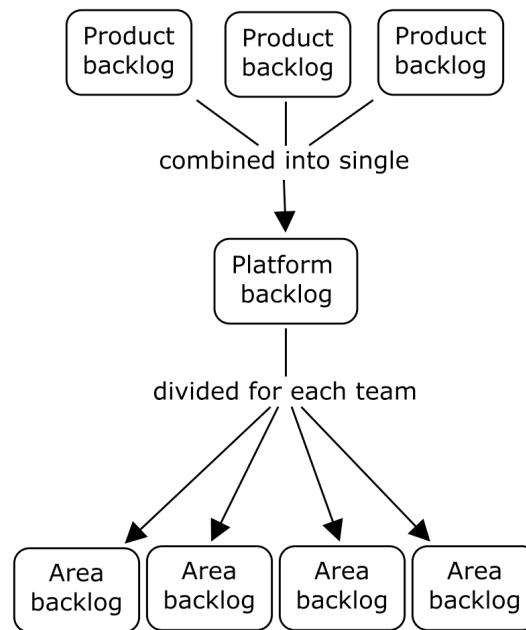 Product
backlog
Product
backlog
Product
backlog
combined into single
Platform
backlog
divided for each team
Area
backlog
Area
backlog
Area
backlog
Area
backlog